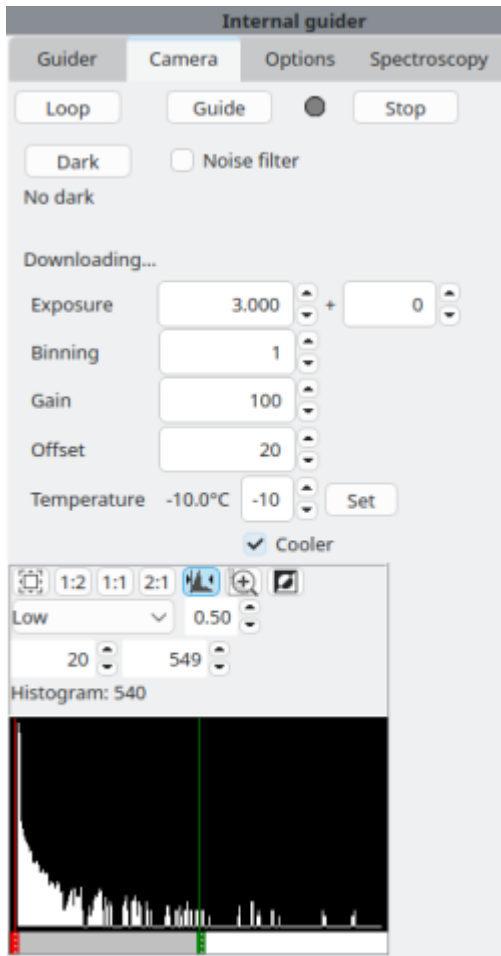 Internal guider
Guider Camera Options Spectroscopy
Loop Guide Stop
Dark Noise filter
No dark
Downloading...
Exposure 3.000 + 0
Binning 1
Gain 100
Offset 20
Temperature -10.0°C -10 Set
Cooler
1:2 1:1 2:1
Low 0.50
20 549
Histogram: 540